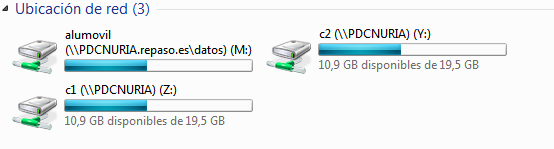 Ubicación de red (3)
alumovil
(\\PDCNURIA.repaso.es\datos) (M:)
c2 (\\PDCNURIA) (Y:)
10,9 GB disponibles de 19,5 GB
c1 (\\PDCNURIA) (Z:)
10,9 GB disponibles de 19,5 GB